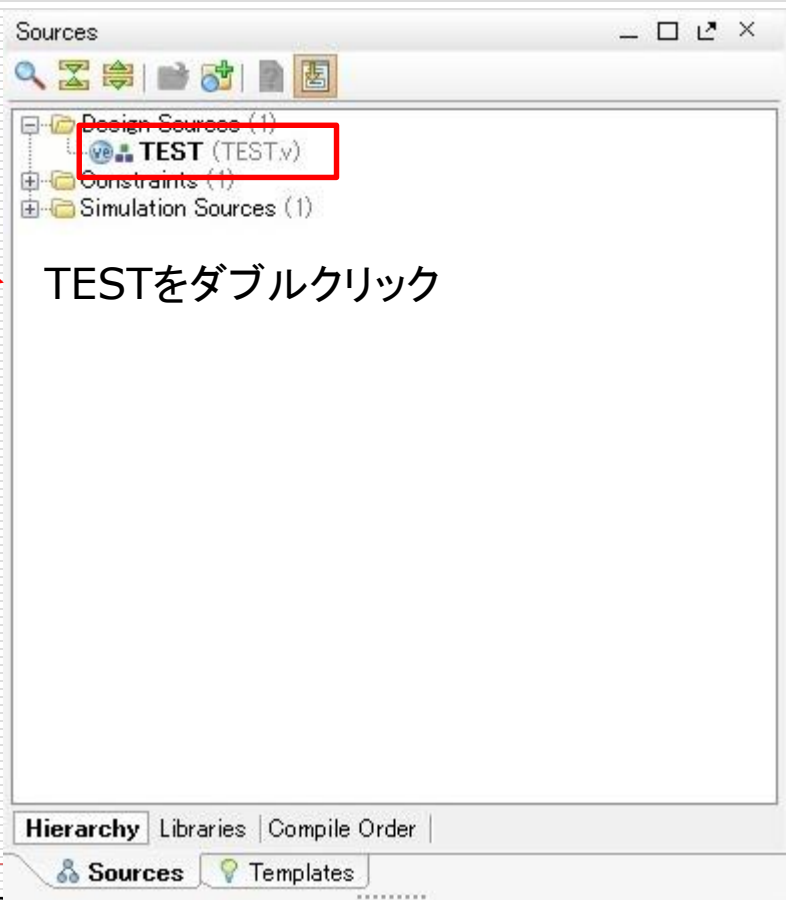 Sources
Design Sources (1)
TEST (TEST.v)
Constraints (1)
Simulation Sources (1)
TESTをダブルクリック
Hierarchy Libraries Compile Order
Sources Templates